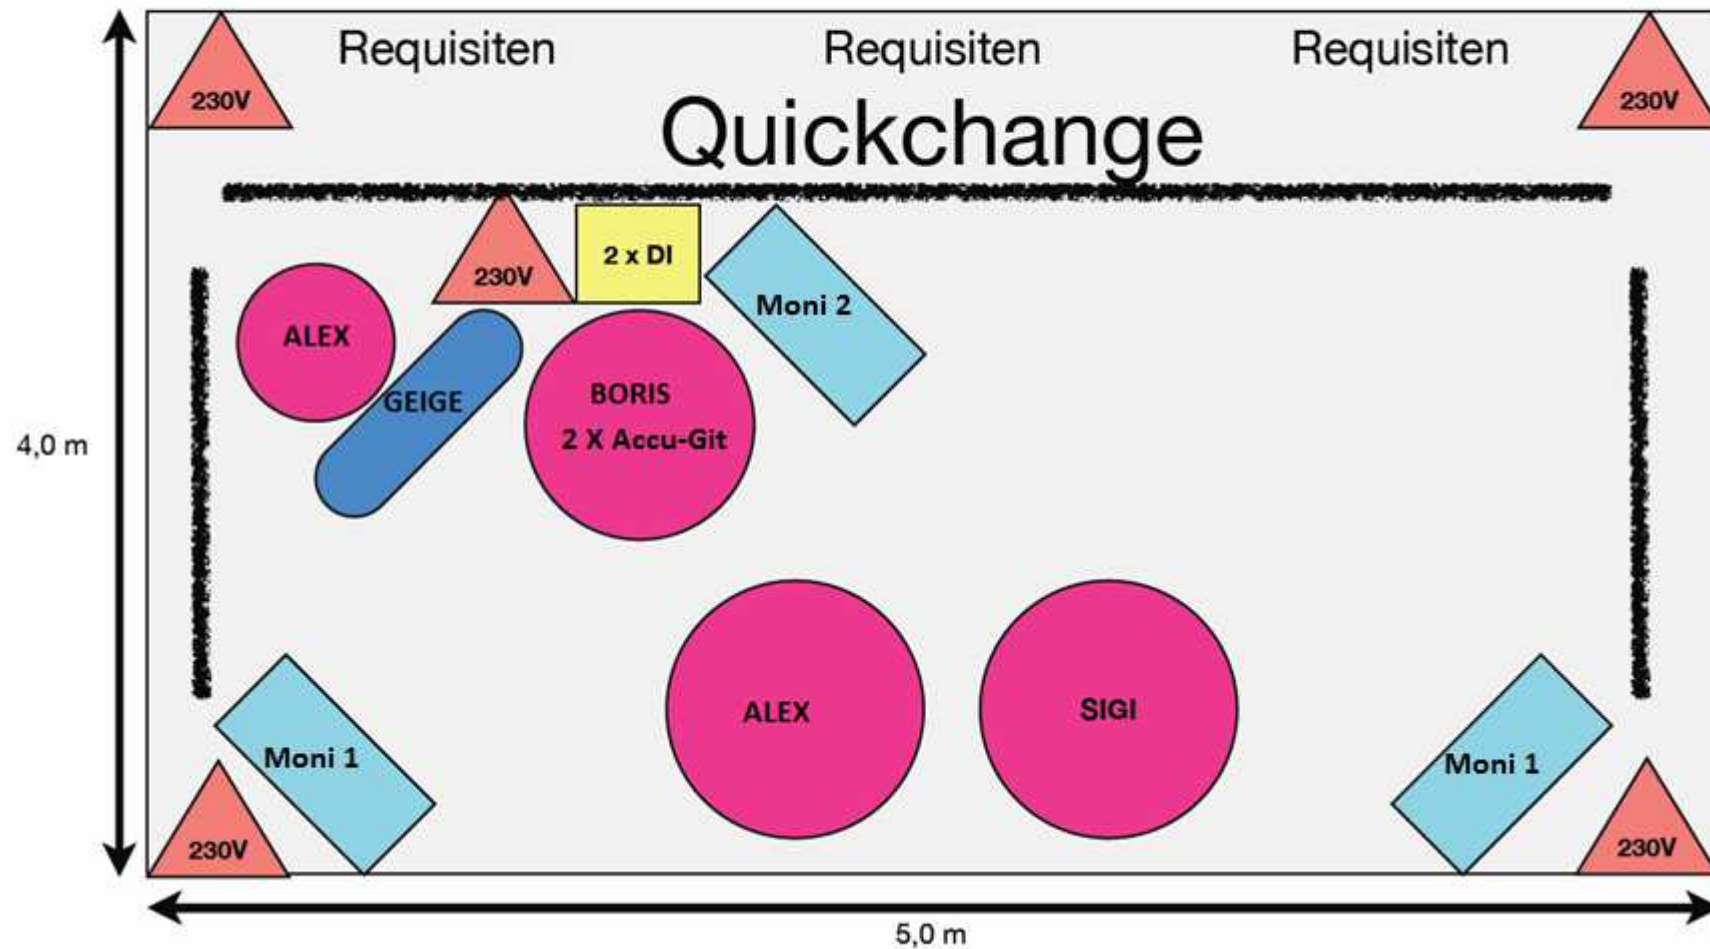 Requisiten Requisiten Requisiten
230V 230V
Quickchange
2 x DI
230V
Moni 2
ALEX
BORIS
GEIGE
2 X Accu-Git
4,0 m
ALEX
SIGI
Moni 1
Moni 1
230V
230V
5,0 m